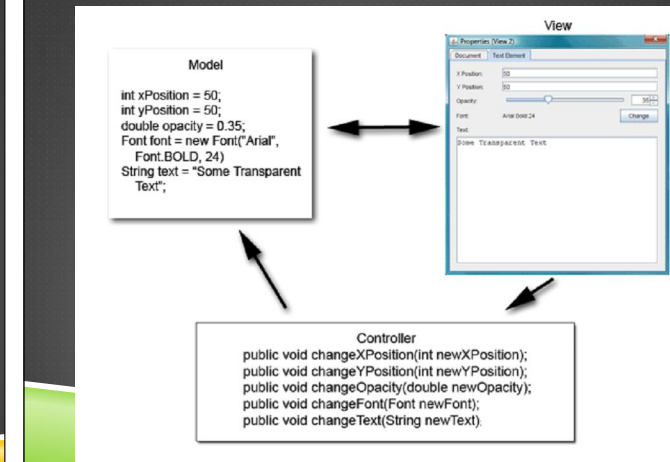 View
Model
int xPosition = 50;
int yPosition = 50;
double opacity = 0.35;
Font font = new Font("Arial",
Font.BOLD, 24)
String text = "Some Transparent
Text";
Properties (View 2)
Document Text Element
X Position: 50
Y Position: 50
Opacity: 35
Font: Arial Bold 24 Change
Text:
Some Transparent Text
Controller
public void changeXPosition(int newXPosition);
public void changeYPosition(int newYPosition);
public void changeOpacity(double newOpacity);
public void changeFont(Font newFont);
public void changeText(String newText);